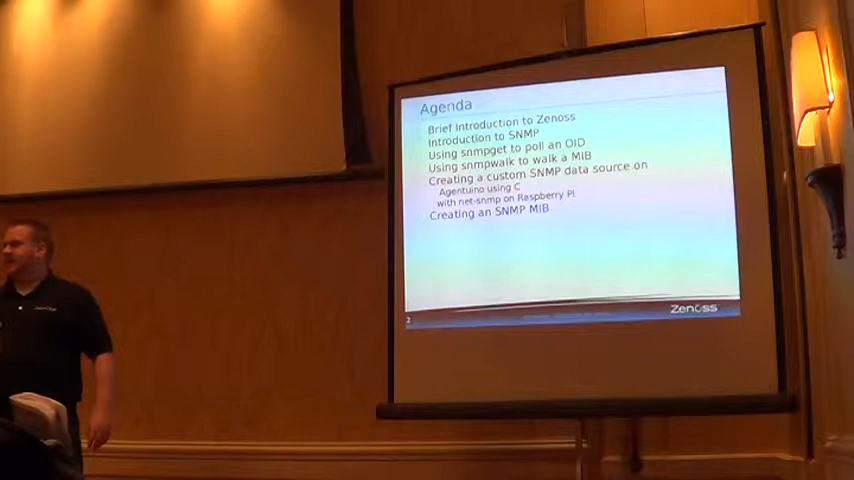 Agenda
Brief Introduction to Zenoss
Introduction to SNMP
Using snmpget to poll an OID
Using snmpwalk to walk a MIB
Creating a custom SNMP data source on
Agentuino using C
with net-snmp on Raspberry PI
Creating an SNMP MIB
2
Zenoss